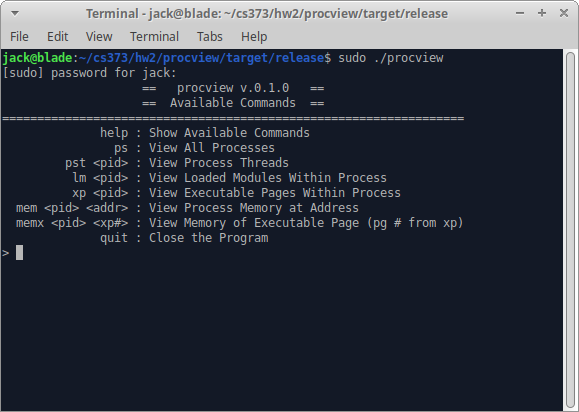 Terminal - jack@blade: ~/cs373/hw2/procview/target/release
File Edit View Terminal Tabs Help
jack@blade:~/cs373/hw2/procview/target/release$ sudo ./procview
[sudo] password for jack:
== procview v.0.1.0 ==
== Available Commands ==
==================================================================
help : Show Available Commands
ps : View All Processes
pst <pid> : View Process Threads
lm <pid> : View Loaded Modules Within Process
xp <pid> : View Executable Pages Within Process
mem <pid> <addr> : View Process Memory at Address
memx <pid> <xp#> : View Memory of Executable Page (pg # from xp)
quit : Close the Program
>